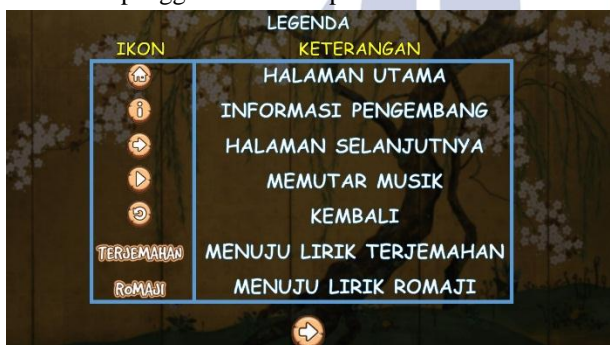 LEGENDA
IKON KETERANGAN
HALAMAN UTAMA
INFORMASI PENGEMBANG
HALAMAN SELANJUTNYA
MEMUTAR MUSIK
KEMBALI
TERJEMAHAN MENUJU LIRIK TERJEMAHAN
ROMAJI MENUJU LIRIK ROMAJI